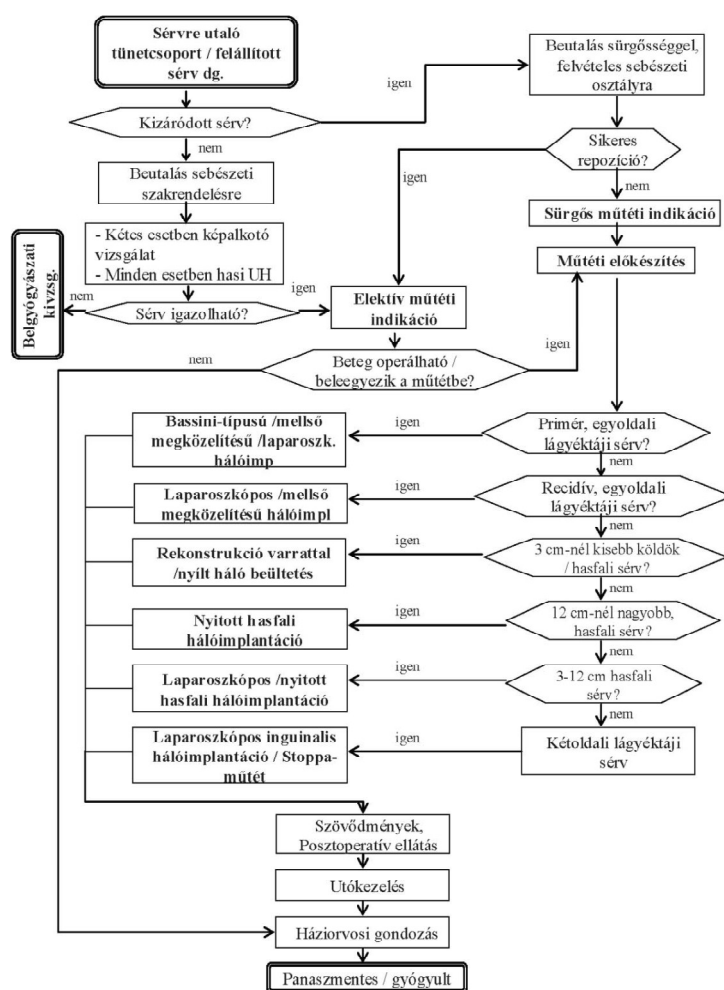 Sérvre utaló
tünetcsoport / felállított
sérv dg.
igen
Beutalás sürgősséggel,
felvételes sebészeti
osztályra
Kizáródott sérv?
nem
Sikeres
repozíció?
igen
nem
Beutalás sebészeti
szakrendelésre
Sürgős műtéti indikáció
- Kétes esetben képalkotó
vizsgálat
- Minden esetben hasi UH
Műtéti előkészítés
Belgyógyászati
kivzsg.
nem
Sérv igazolható?
igen
Elektív műtéti
indikáció
nem
Beteg operálható /
beleegyezik a műtétbe?
igen
Bassini-típusú /mellső
megközelítésű /laparoszk.
hálóimp
igen
Primér, egyoldali
lágyéktáji sérv?
nem
Laparoszkópos /mellső
megközelítésű hálóimpl
igen
Recidív, egyoldali
lágyéktáji sérv?
nem
Rekonstrukció varrattal
/nyílt háló beültetés
igen
3 cm-nél kisebb köldök
/ hasfali sérv?
nem
Nyitott hasfali
hálóimplantáció
igen
12 cm-nél nagyobb,
hasfali sérv?
nem
Laparoszkópos /nyitott
hasfali hálóimplantáció
igen
3-12 cm hasfali
sérv?
nem
Laparoszkópos inguinalis
hálóimplantáció / Stoppa-
műtét
igen
Kétoldali lágyéktáji
sérv
Szövődmények,
Posztoperatív ellátás
Utókezelés
Háziorvosi gondozás
Panaszmentes / gyógyult